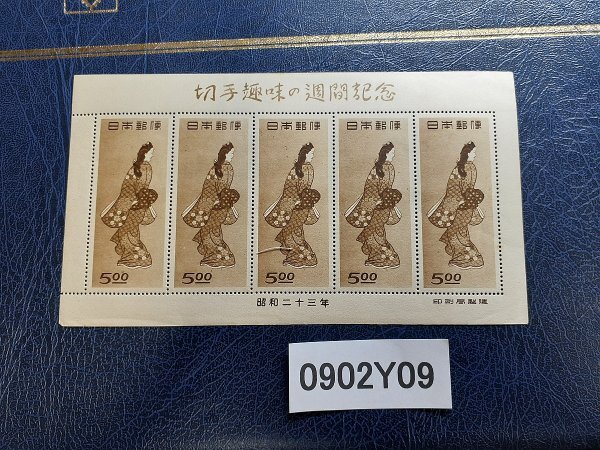 切手趣味の週間記念
日本郵便 日本郵便 日本郵便 日本郵便 日本郵便
5.00 5.00 5.00 5.00 5.00
昭和二十三年 印刷局製造
0902Y09